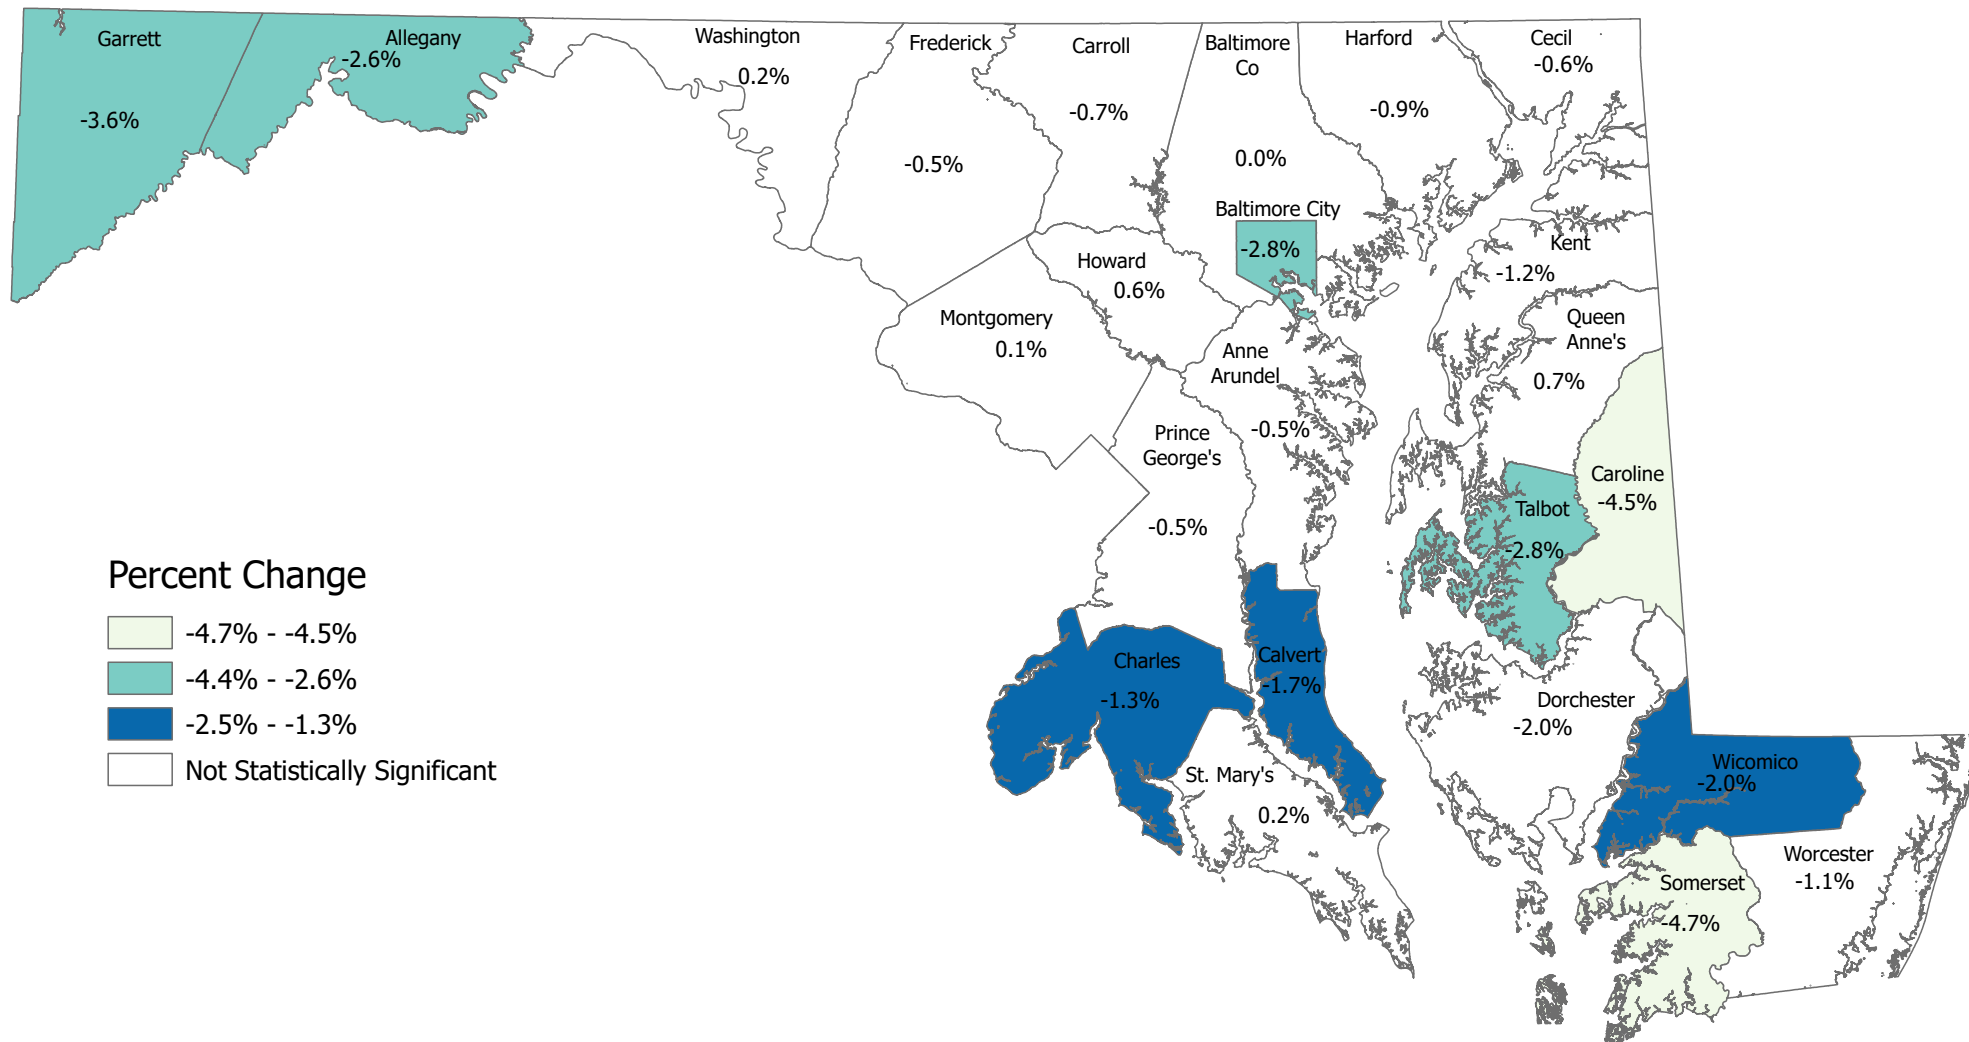 Garrett
-3.6%
Allegany
-2.6%
Washington
0.2%
Frederick
-0.5%
Carroll
-0.7%
Baltimore
Co
0.0%
Harford
-0.9%
Cecil
-0.6%
Baltimore City
-2.8%
Kent
-1.2%
Howard
0.6%
Montgomery
0.1%
Queen
Anne's
0.7%
Anne
Arundel
-0.5%
Prince
George's
-0.5%
Caroline
-4.5%
Talbot
-2.8%
Percent Change
-4.7% - -4.5%
-4.4% - -2.6%
-2.5% - -1.3%
Not Statistically Significant
Charles
-1.3%
Calvert
-1.7%
Dorchester
-2.0%
St. Mary's
0.2%
Wicomico
-2.0%
Worcester
-1.1%
Somerset
-4.7%